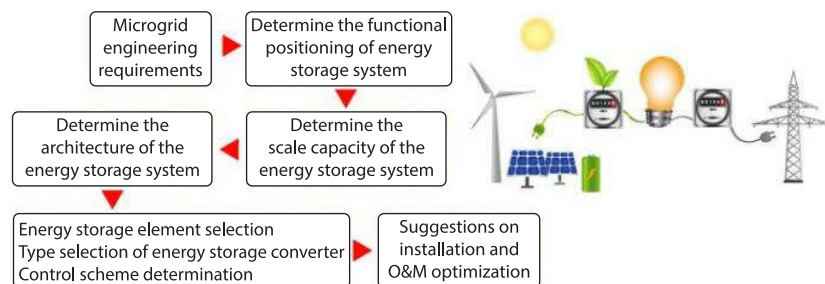 Microgrid
engineering
requirements
Determine the functional
positioning of energy
storage system
Determine the
scale capacity of the
energy storage system
Determine the
architecture of the
energy storage system
Energy storage element selection
Type selection of energy storage converter
Control scheme determination
Suggestions on
installation and
O&M optimization